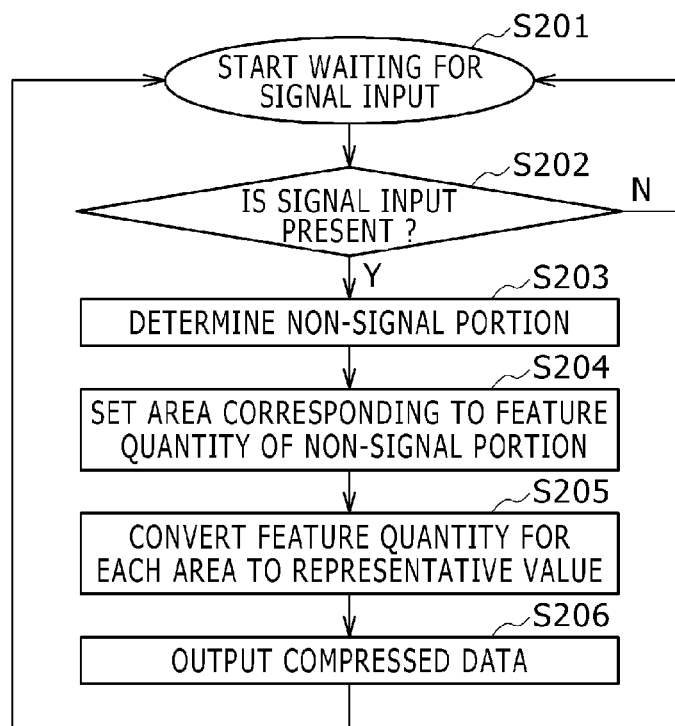 S201
START WAITING FOR
SIGNAL INPUT
S202
IS SIGNAL INPUT
PRESENT ?
N
Y
S203
DETERMINE NON-SIGNAL PORTION
S204
SET AREA CORRESPONDING TO FEATURE
QUANTITY OF NON-SIGNAL PORTION
S205
CONVERT FEATURE QUANTITY FOR
EACH AREA TO REPRESENTATIVE VALUE
S206
OUTPUT COMPRESSED DATA